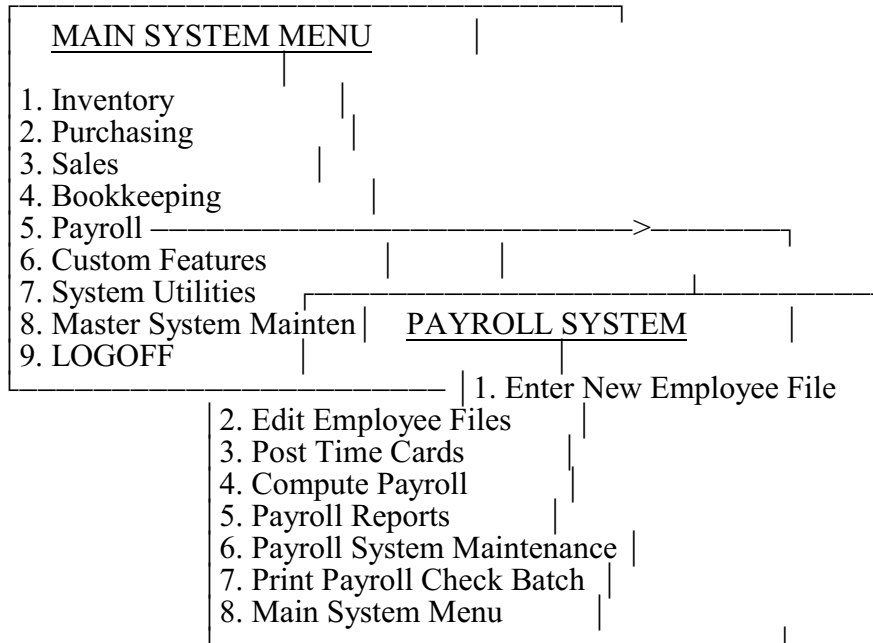 MAIN SYSTEM MENU
1. Inventory
2. Purchasing
3. Sales
4. Bookkeeping
5. Payroll
6. Custom Features
7. System Utilities
8. Master System Mainten
9. LOGOFF
PAYROLL SYSTEM
1. Enter New Employee File
2. Edit Employee Files
3. Post Time Cards
4. Compute Payroll
5. Payroll Reports
6. Payroll System Maintenance
7. Print Payroll Check Batch
8. Main System Menu